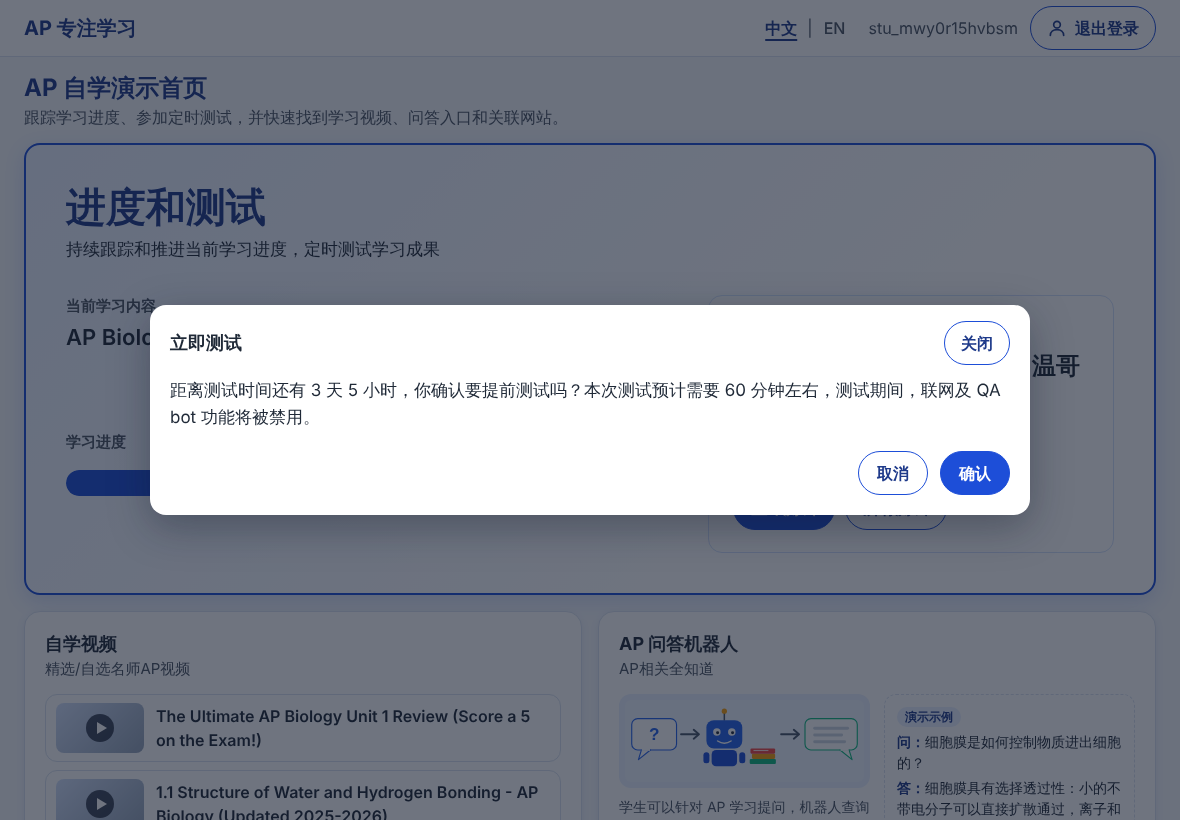 AP 专注学习
中文 | EN stu_mwy0r15hvbsm 退出登录
AP 自学演示首页
跟踪学习进度、参加定时测试，并快速找到学习视频、问答入口和关联网站。
进度和测试
持续跟踪和推进当前学习进度，定时测试学习成果
当前学习内容
AP Biolo
温哥
学习进度
立即测试
关闭
距离测试时间还有 3 天 5 小时，你确认要提前测试吗？本次测试预计需要 60 分钟左右，测试期间，联网及 QA
bot 功能将被禁用。
取消
确认
自学视频
精选/自选名师AP视频
The Ultimate AP Biology Unit 1 Review (Score a 5
on the Exam!)
1.1 Structure of Water and Hydrogen Bonding - AP
Biology (Updated 2025-2026)
AP 问答机器人
AP相关全知道
?
演示示例
问：细胞膜是如何控制物质进出细胞
的？
答：细胞膜具有选择透过性：小的不
带电分子可以直接扩散通过，离子和
学生可以针对 AP 学习提问，机器人查询